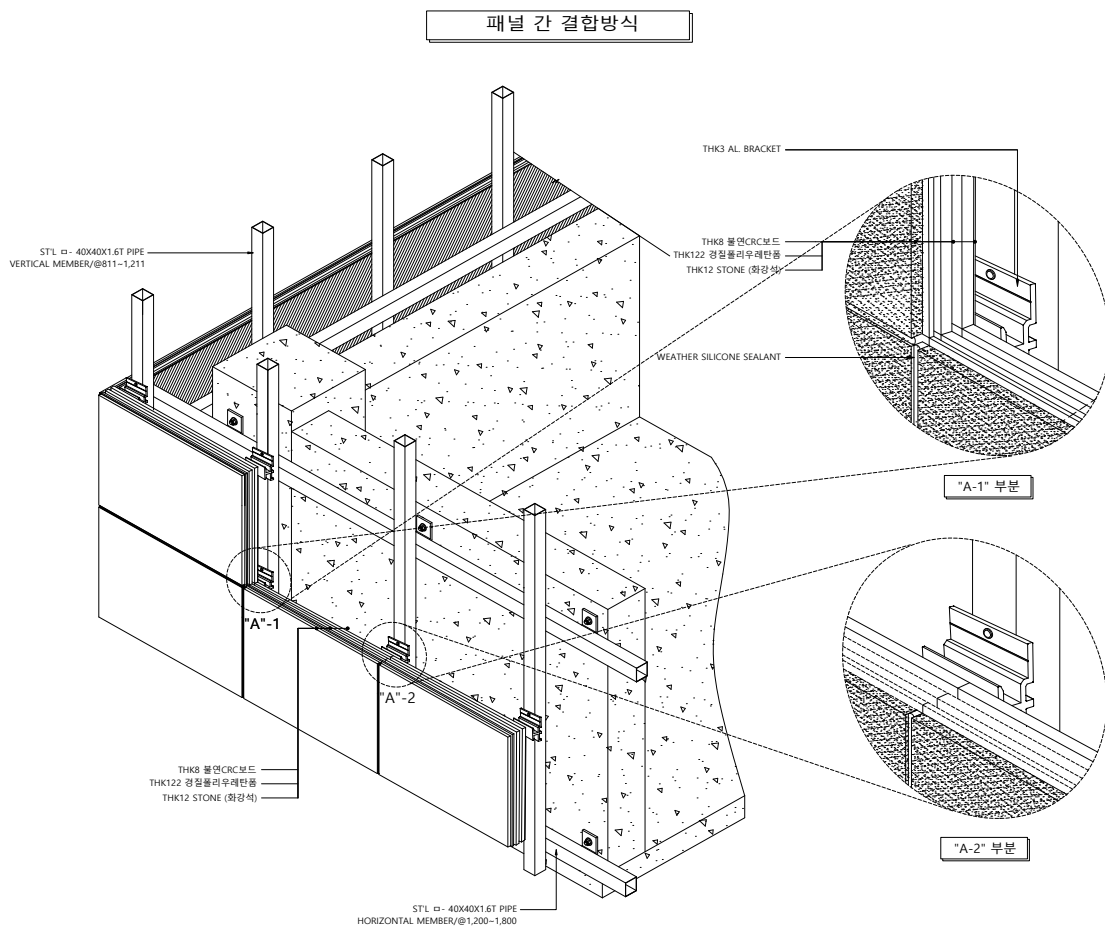 패널 간 결합방식
THK3 AL. BRACKET
ST'L ㅁ- 40X40X1.6T PIPE
VERTICAL MEMBER/@811~1,211
THK8 불연CRC보드
THK122 경질폴리우레탄폼
THK12 STONE (화강석)
WEATHER SILICONE SEALANT
"A-1" 부분
"A"-1
"A"-2
THK8 불연CRC보드
THK122 경질폴리우레탄폼
THK12 STONE (화강석)
"A-2" 부분
ST'L ㅁ- 40X40X1.6T PIPE
HORIZONTAL MEMBER/@1,200~1,800